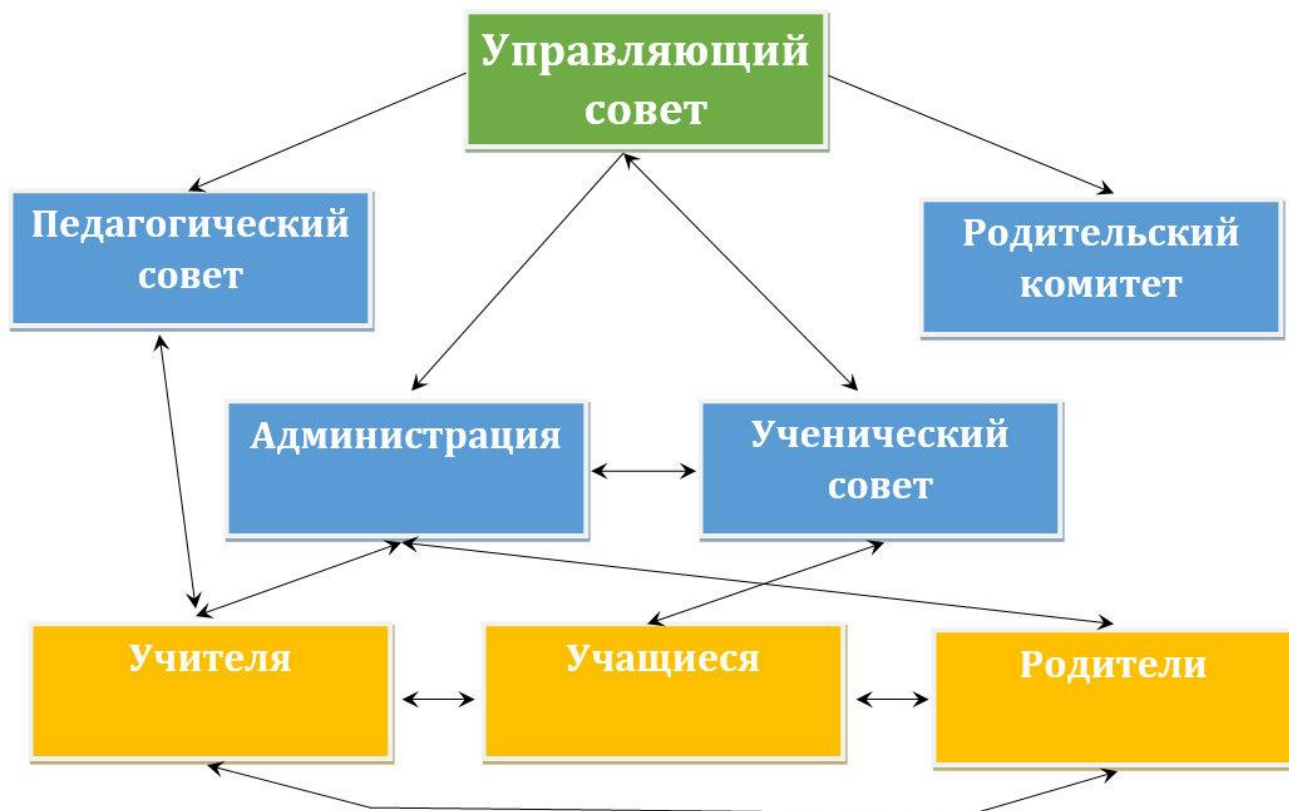 Управляющий
совет
Педагогический
совет
Родительский
комитет
Администрация
Ученический
совет
Учителя
Учащиеся
Родители